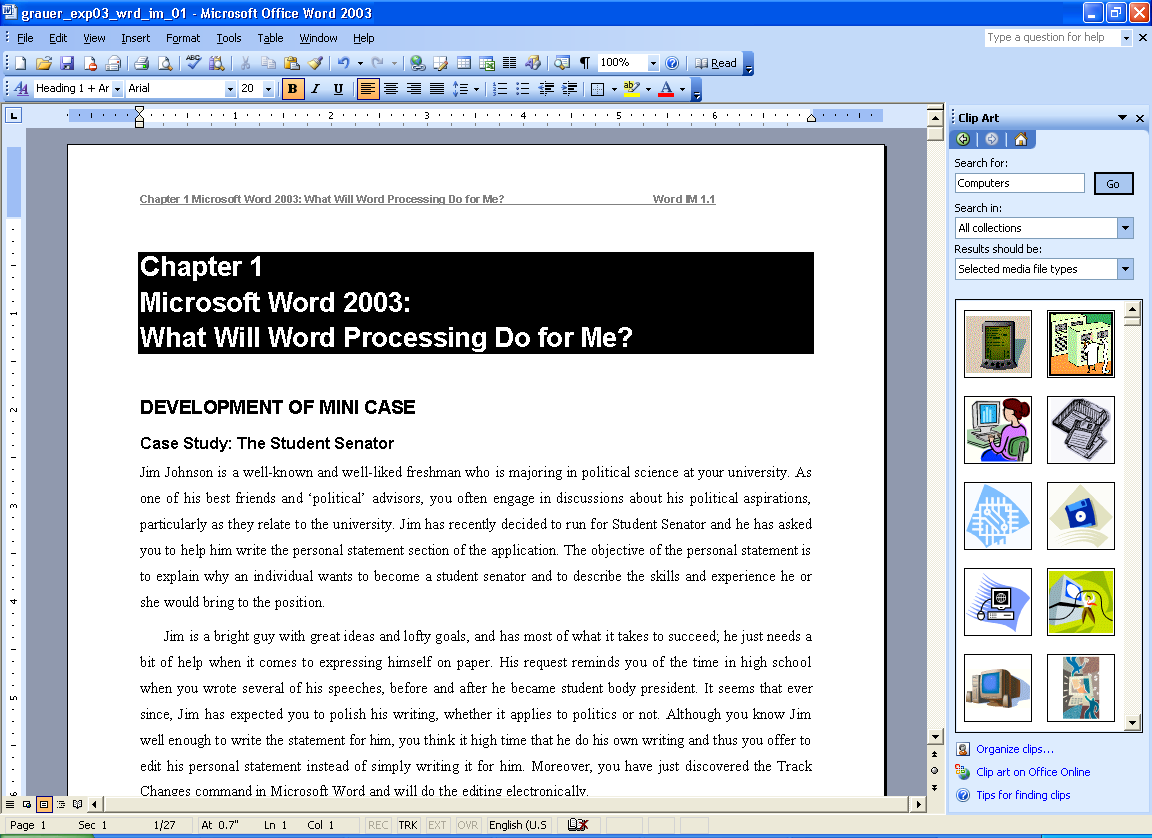 grauer_exp03_wrd_im_01 - Microsoft Office Word 2003
File Edit View Insert Format Tools Table Window Help
Type a question for help
100% Read
Heading 1 + Ar Arial 20 B I U
1 2 3 4 5 6
Clip Art
Search for:
Computers Go
Search in:
All collections
Results should be:
Selected media file types
Chapter 1 Microsoft Word 2003: What Will Word Processing Do for Me? Word IM 1.1
Chapter 1
Microsoft Word 2003:
What Will Word Processing Do for Me?
DEVELOPMENT OF MINI CASE
Case Study: The Student Senator
Jim Johnson is a well-known and well-liked freshman who is majoring in political science at your university. As
one of his best friends and ‘political’ advisors, you often engage in discussions about his political aspirations,
particularly as they relate to the university. Jim has recently decided to run for Student Senator and he has asked
you to help him write the personal statement section of the application. The objective of the personal statement is
to explain why an individual wants to become a student senator and to describe the skills and experience he or
she would bring to the position.
Jim is a bright guy with great ideas and lofty goals, and has most of what it takes to succeed; he just needs a
bit of help when it comes to expressing himself on paper. His request reminds you of the time in high school
when you wrote several of his speeches, before and after he became student body president. It seems that ever
since, Jim has expected you to polish his writing, whether it applies to politics or not. Although you know Jim
well enough to write the statement for him, you think it high time that he do his own writing and thus you offer to
edit his personal statement instead of simply writing it for him. Moreover, you have just discovered the Track
Changes command in Microsoft Word and will do the editing electronically.
Organize clips...
Clip art on Office Online
Tips for finding clips
Page 1 Sec 1 1/27 At 0.7" Ln 1 Col 1 REC TRK EXT OVR English (U.S